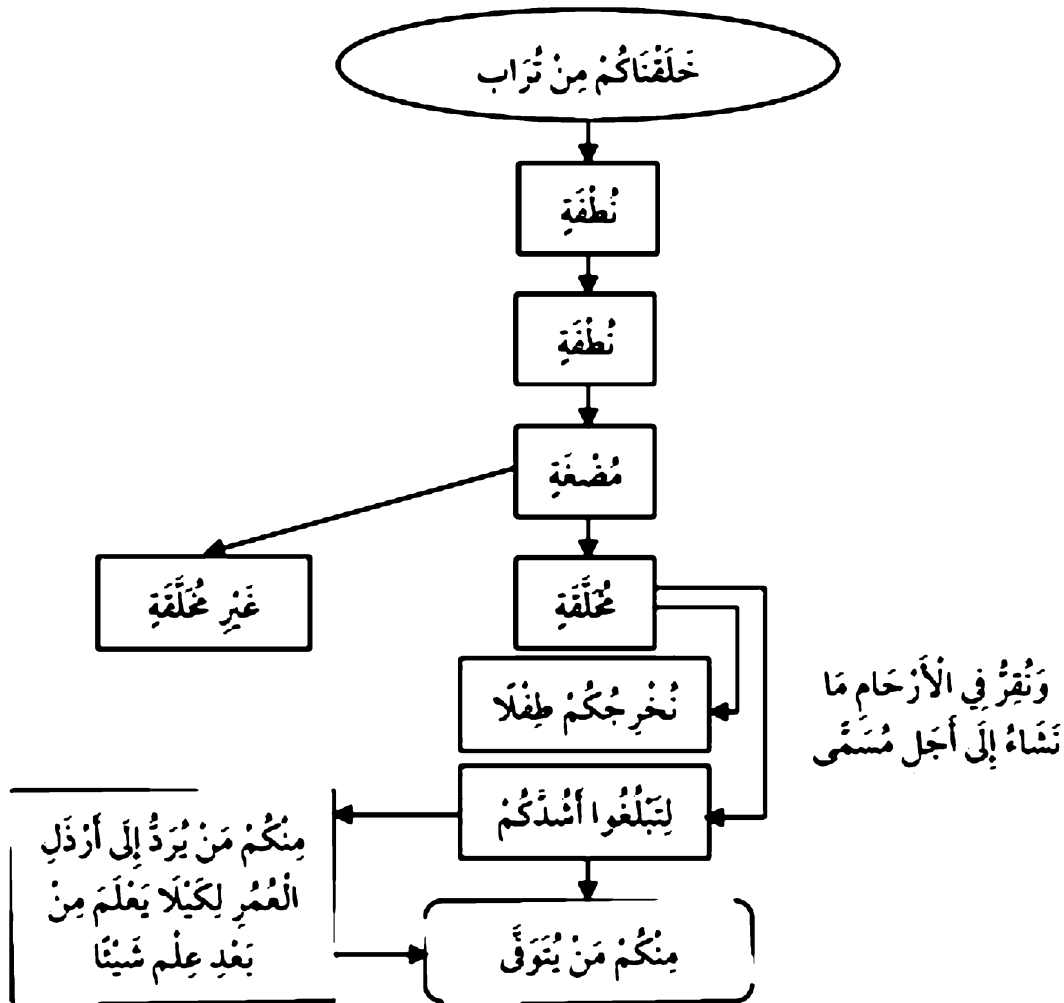 خَلَقْنَاكُمْ مِنْ تُرَاب
نُطْفَةٍ
نُطْفَةٍ
مُضْغَةٍ
مُخَلَّقَةٍ
غَيْرِ مُخَلَّقَةٍ
نُخْرِجُكُمْ طِفْلًا
وَنُقِرُّ فِي الْأَرْحَامِ مَا
نَشَاءُ إِلَى أَجَل مُسَمًّى
لِتَبْلُغُوا أَشُدَّكُمْ
مِنْكُمْ مَنْ يُرَدُّ إِلَى أَرْذَلِ
الْعُمُرِ لِكَيْلَا يَعْلَمَ مِنْ
بَعْدِ عِلْم شَيْئًا
مِنْكُمْ مَنْ يُتَوَفَّى